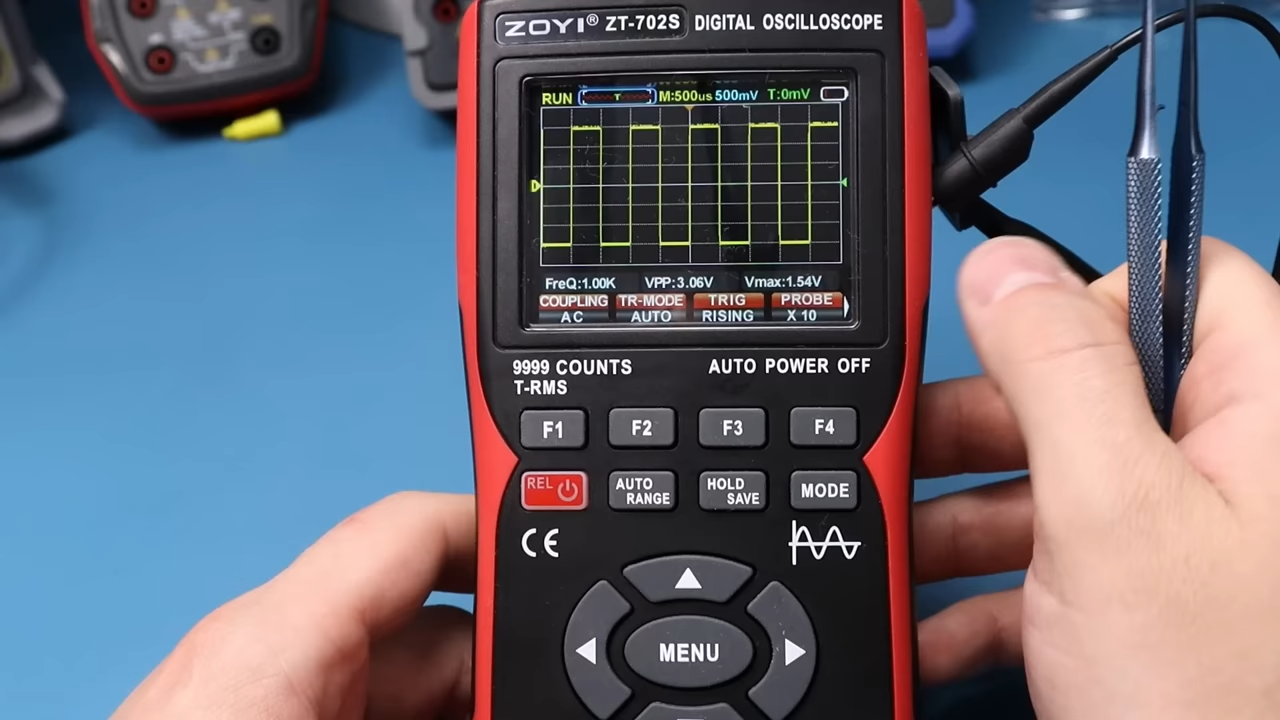 ZOYI® ZT-702S DIGITAL OSCILLOSCOPE
RUN T M:500us 500mV T:0mV
D
FreQ:1.00K VPP:3.06V Vmax:1.54V
COUPLING TR-MODE TRIG PROBE
AC AUTO RISING X 10
9999 COUNTS AUTO POWER OFF
T-RMS
F1 F2 F3 F4
REL AUTO RANGE HOLD SAVE MODE
CE
MENU